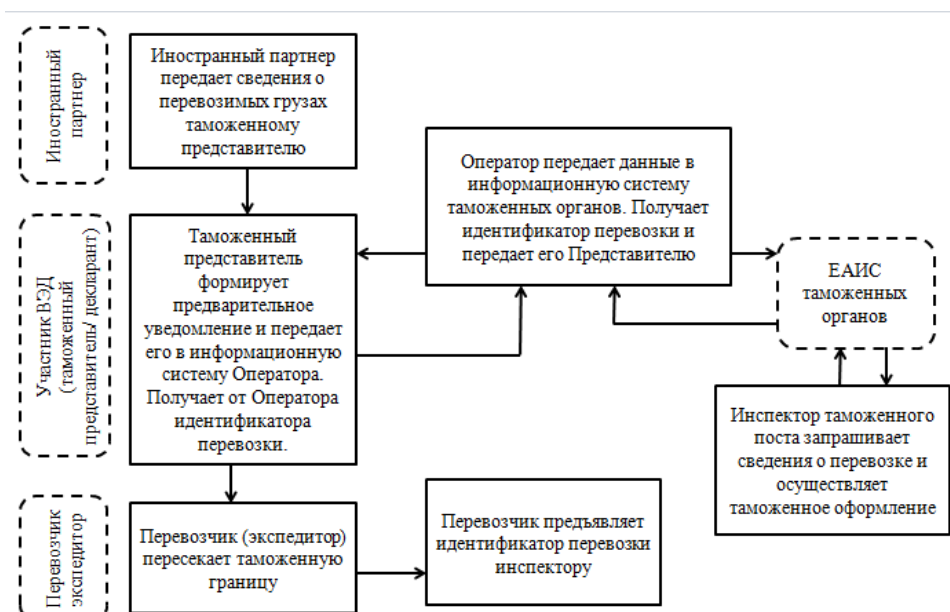 Иностранный
партнер
Иностранный партнер
передает сведения о
перевозимых грузах
таможенному
представителю
Оператор передает данные в
информационную систему
таможенных органов. Получает
идентификатор перевозки и
передает его Представителю
Участник ВЭД
(таможенный
представитель/ декларант)
Таможенный
представитель
формирует
предварительное
уведомление и передает
его в информационную
систему Оператора.
Получает от Оператора
идентификатора
перевозки.
ЕАИС
таможенных
органов
Инспектор таможенного
поста запрашивает
сведения о перевозке и
осуществляет
таможенное оформление
Перевозчик
экспедитор
Перевозчик (экспедитор)
пересекает таможенную
границу
Перевозчик предъявляет
идентификатор перевозки
инспектору